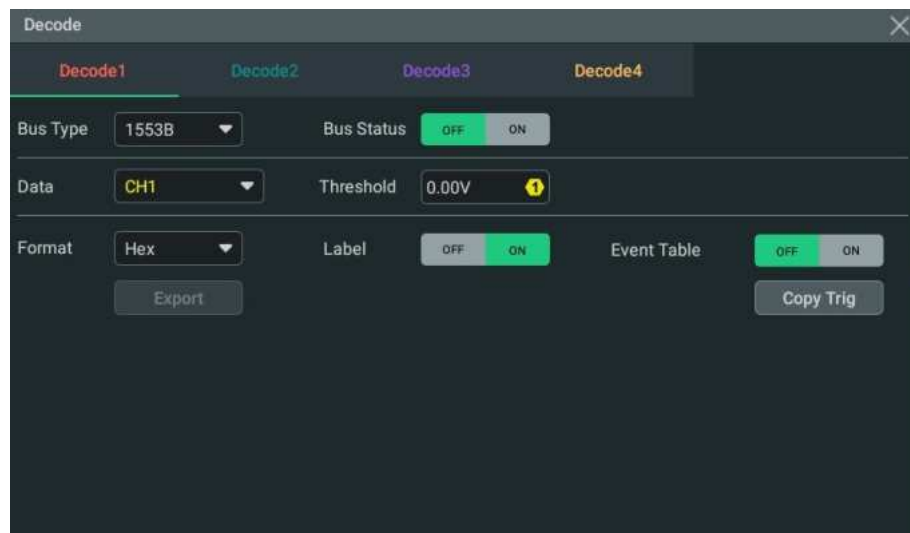 Decode
Decode1 Decode2 Decode3 Decode4
Bus Type 1553B Bus Status OFF ON
Data CH1 Threshold 0.00V 1
Format Hex Label OFF ON Event Table OFF ON
Export Copy Trig